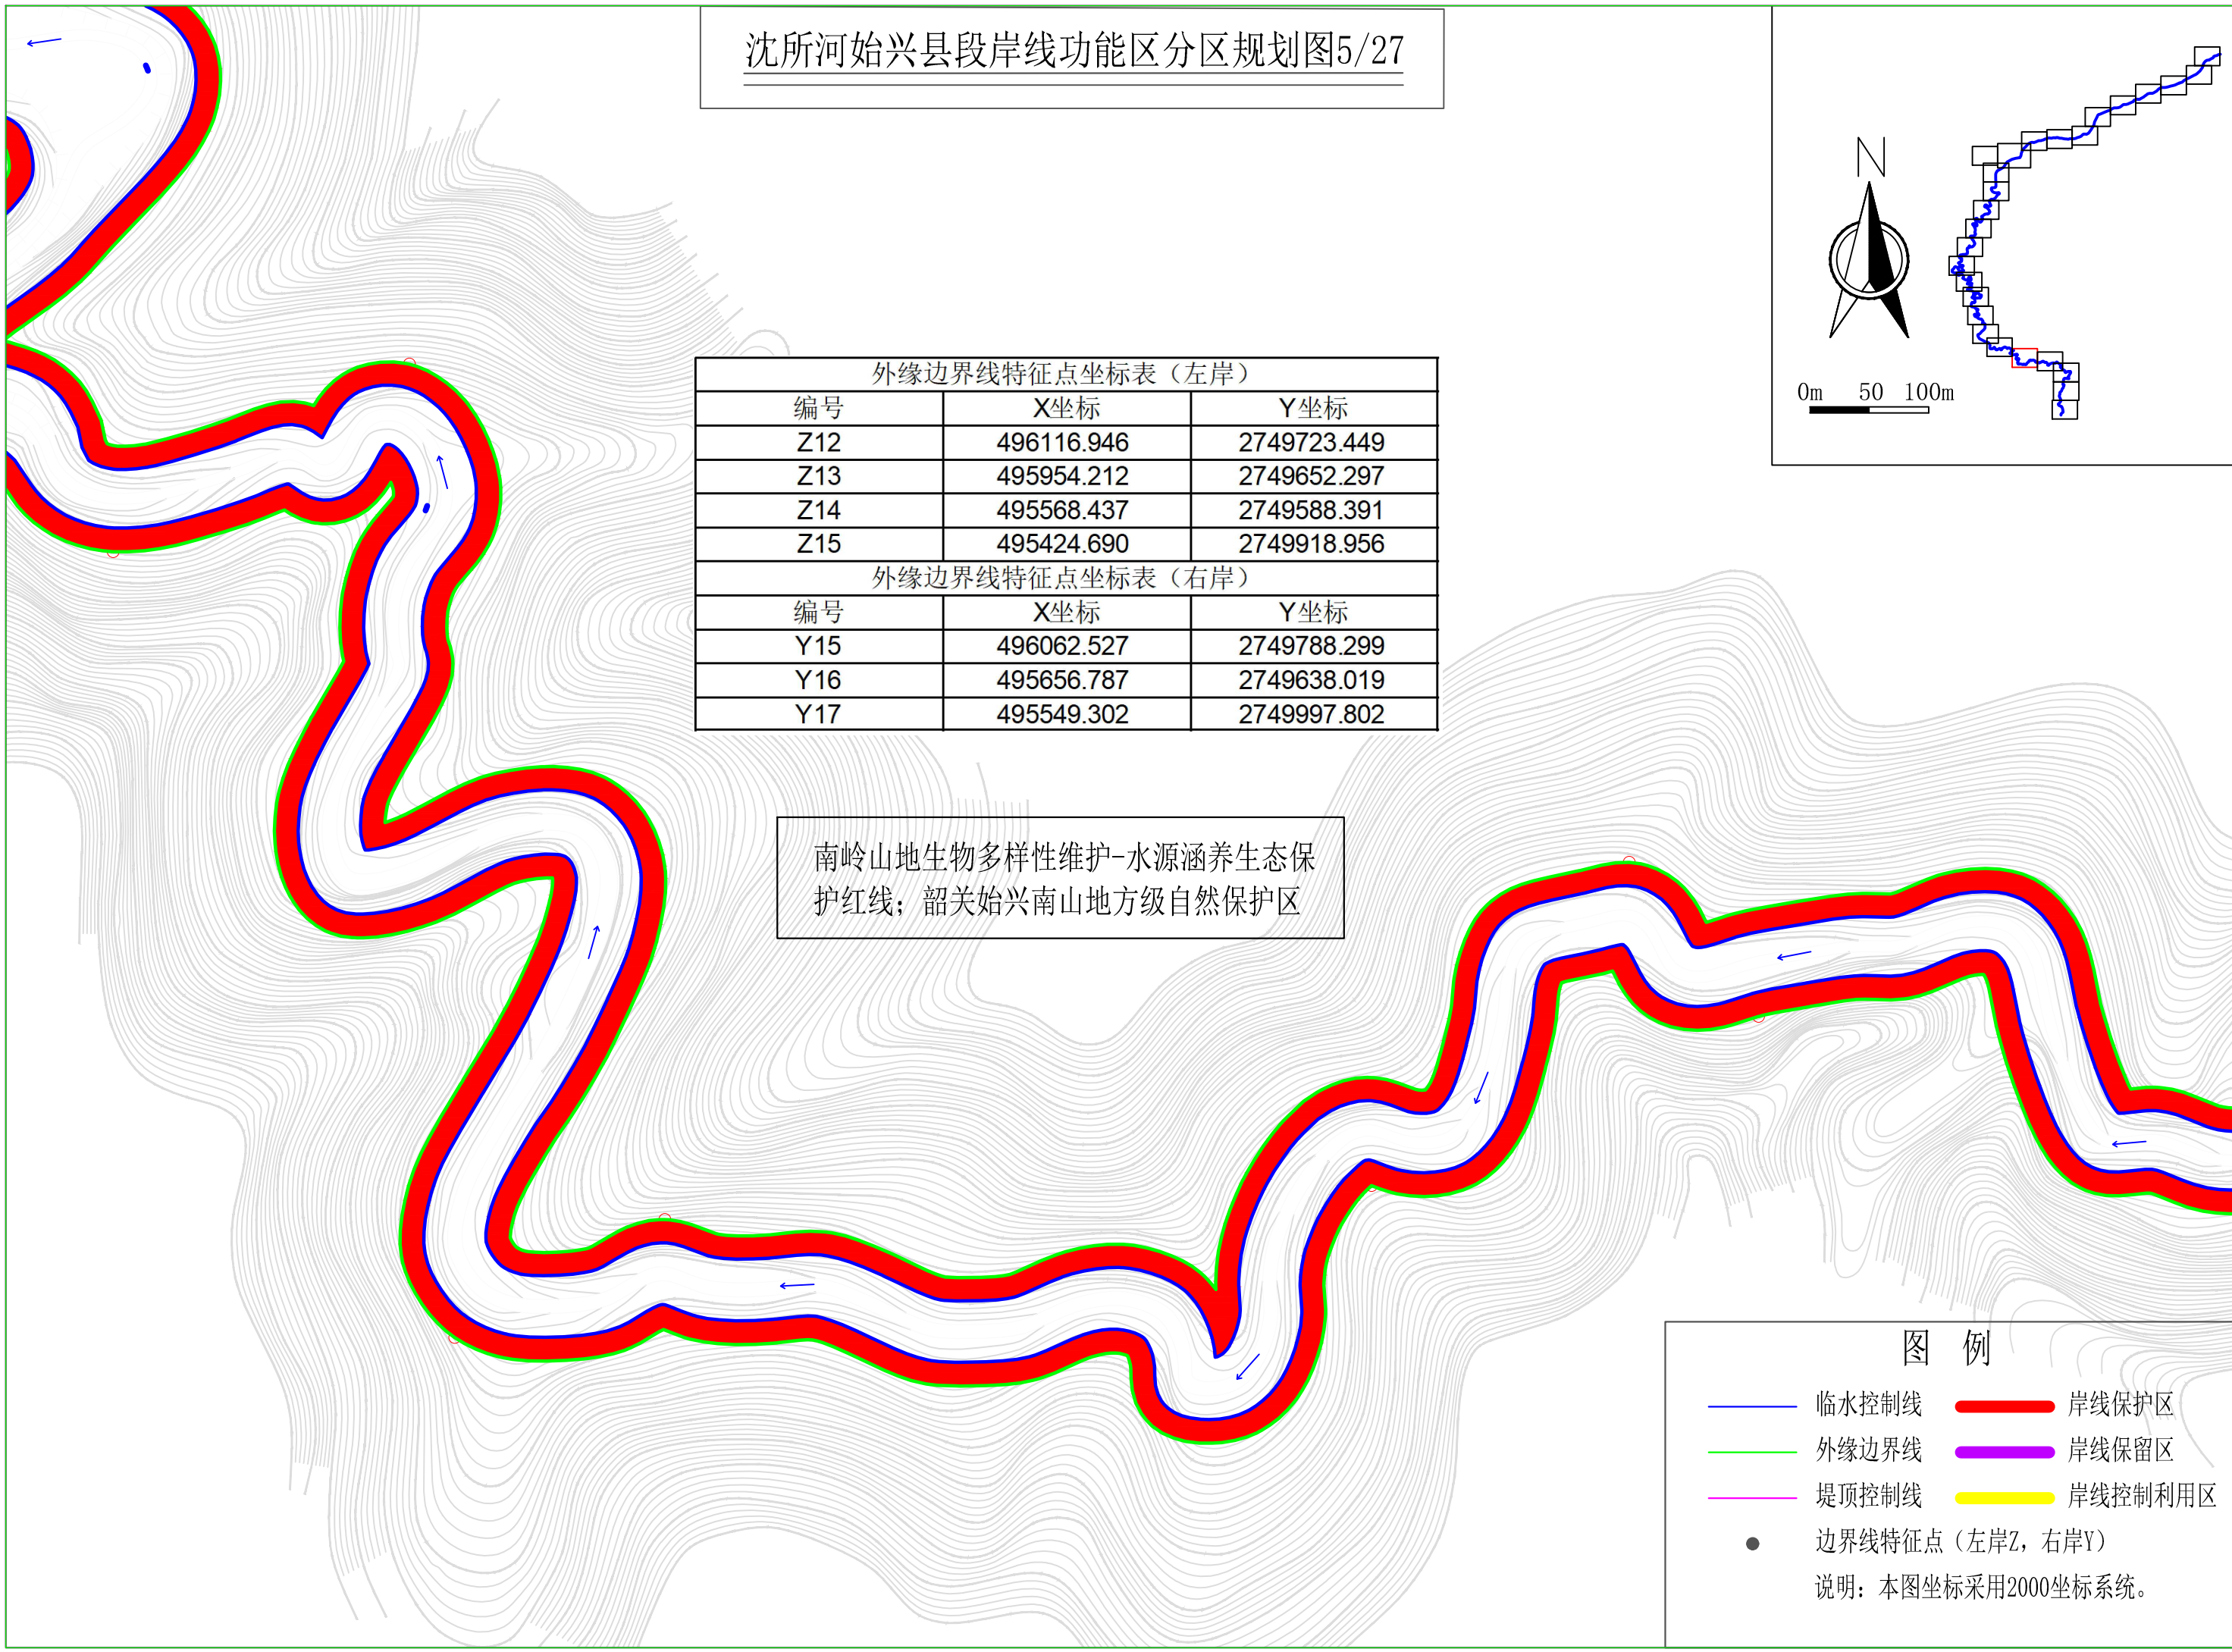 沈所河始兴县段岸线功能区分区规划图5/27
N
0m 50 100m
外缘边界线特征点坐标表（左岸）
编号 X坐标 Y坐标
Z12 496116.946 2749723.449
Z13 495954.212 2749652.297
Z14 495568.437 2749588.391
Z15 495424.690 2749918.956
外缘边界线特征点坐标表（右岸）
编号 X坐标 Y坐标
Y15 496062.527 2749788.299
Y16 495656.787 2749638.019
Y17 495549.302 2749997.802
南岭山地生物多样性维护-水源涵养生态保
护红线；韶关始兴南山地方级自然保护区
图 例
临水控制线 岸线保护区
外缘边界线 岸线保留区
堤顶控制线 岸线控制利用区
边界线特征点（左岸Z，右岸Y）
说明：本图坐标采用2000坐标系统。